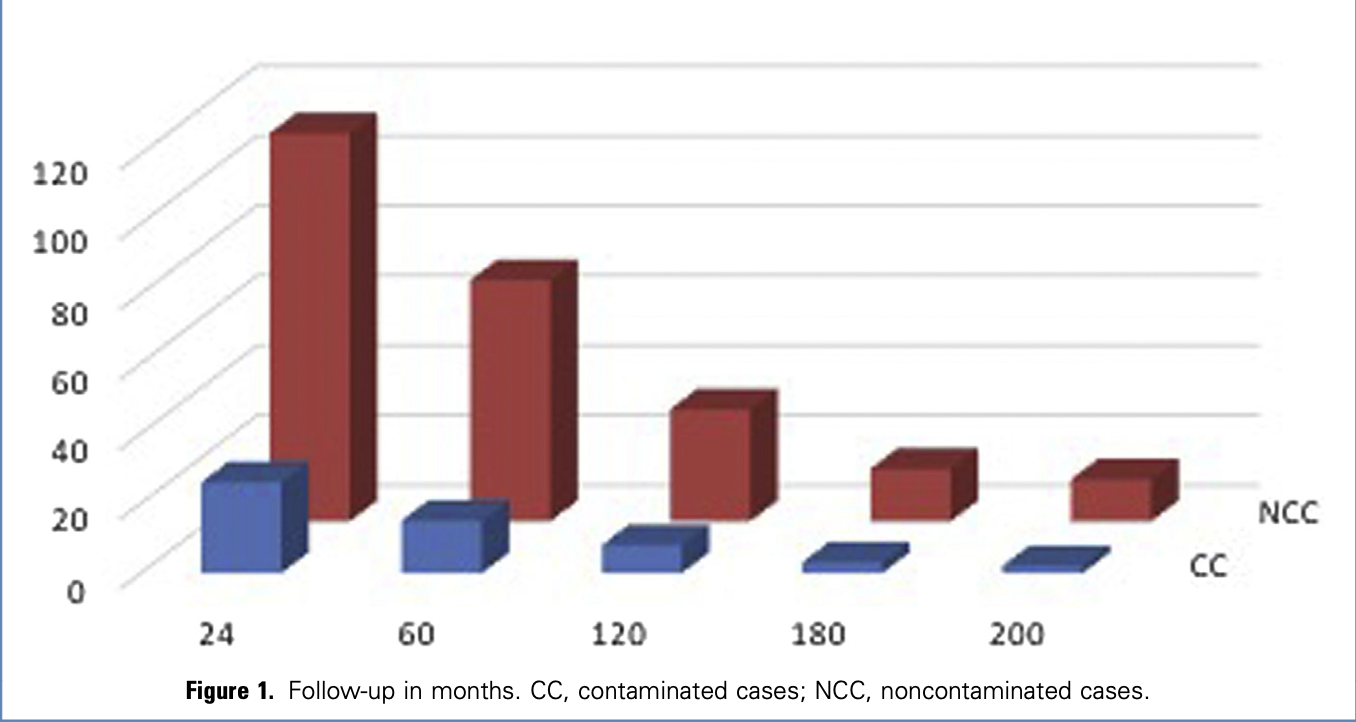 120
100
80
60
40
20
0
NCC
CC
24 60 120 180 200
Figure 1. Follow-up in months. CC, contaminated cases; NCC, noncontaminated cases.